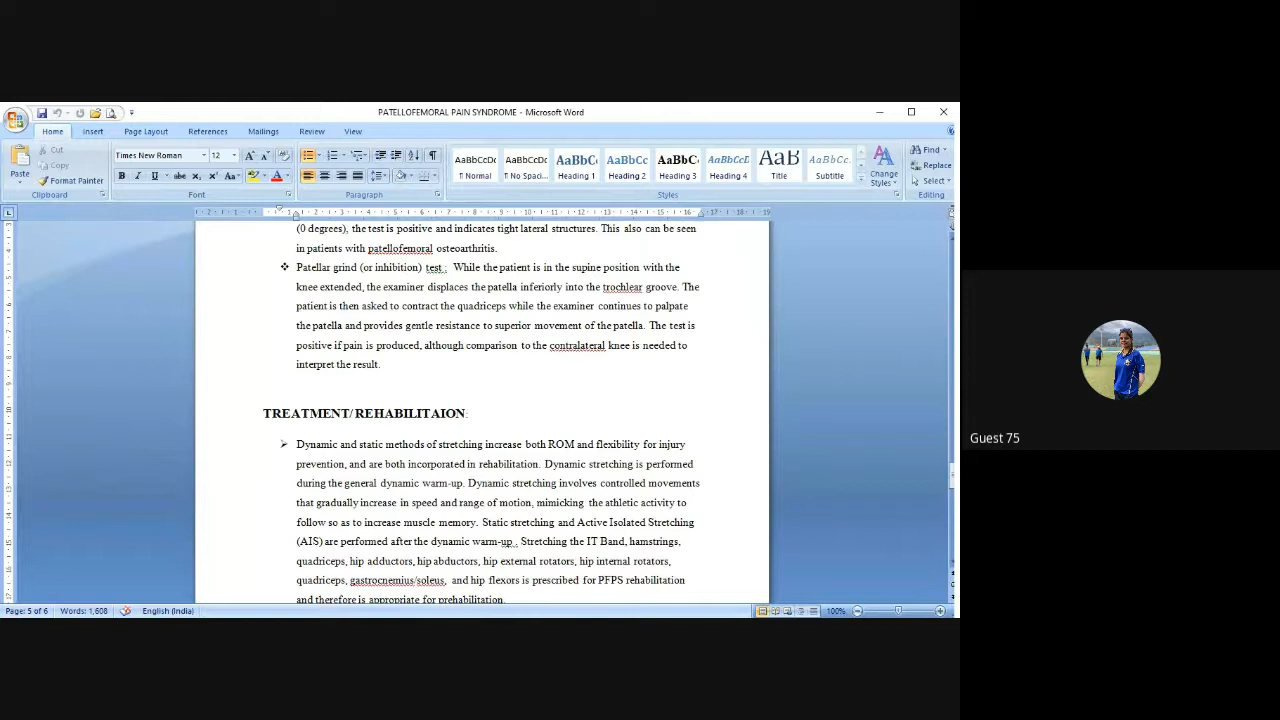 PATELLOFEMORAL PAIN SYNDROME - Microsoft Word
Home Insert Page Layout References Mailings Review View
Paste
Cut
Copy
Format Painter
Clipboard
Times New Roman 12
Font
Paragraph
AaBbCcDc AaBbCcDc AaBbC AaBbCc AaBbC AaBbCcD AaB AaBbCc.
¶ Normal ¶ No Spaci... Heading 1 Heading 2 Heading 3 Heading 4 Title Subtitle
Change Styles
Styles
Find
Replace
Select
Editing
(0 degrees), the test is positive and indicates tight lateral structures. This also can be seen
in patients with patellofemoral osteoarthritis.
❖ Patellar grind (or inhibition) test.; While the patient is in the supine position with the
knee extended, the examiner displaces the patella inferiorly into the trochlear groove. The
patient is then asked to contract the quadriceps while the examiner continues to palpate
the patella and provides gentle resistance to superior movement of the patella. The test is
positive if pain is produced, although comparison to the contralateral knee is needed to
interpret the result.
TREATMENT/ REHABILITAION:
➢ Dynamic and static methods of stretching increase both ROM and flexibility for injury
prevention, and are both incorporated in rehabilitation. Dynamic stretching is performed
during the general dynamic warm-up. Dynamic stretching involves controlled movements
that gradually increase in speed and range of motion, mimicking the athletic activity to
follow so as to increase muscle memory. Static stretching and Active Isolated Stretching
(AIS) are performed after the dynamic warm-up . Stretching the IT Band, hamstrings,
quadriceps, hip adductors, hip abductors, hip external rotators, hip internal rotators,
quadriceps, gastrocnemius/soleus, and hip flexors is prescribed for PFPS rehabilitation
and therefore is appropriate for prehabilitation.
Page: 5 of 6 Words: 1,608 English (India) 100%
Guest 75